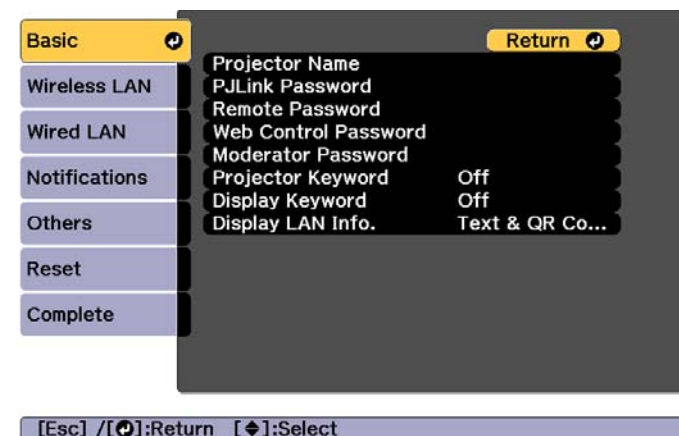 Basic
Return
Projector Name
PJLink Password
Wireless LAN
Remote Password
Wired LAN
Web Control Password
Moderator Password
Notifications
Projector Keyword Off
Display Keyword Off
Others
Display LAN Info. Text & QR Co...
Reset
Complete
[Esc] /[⏎]:Return [◆]:Select